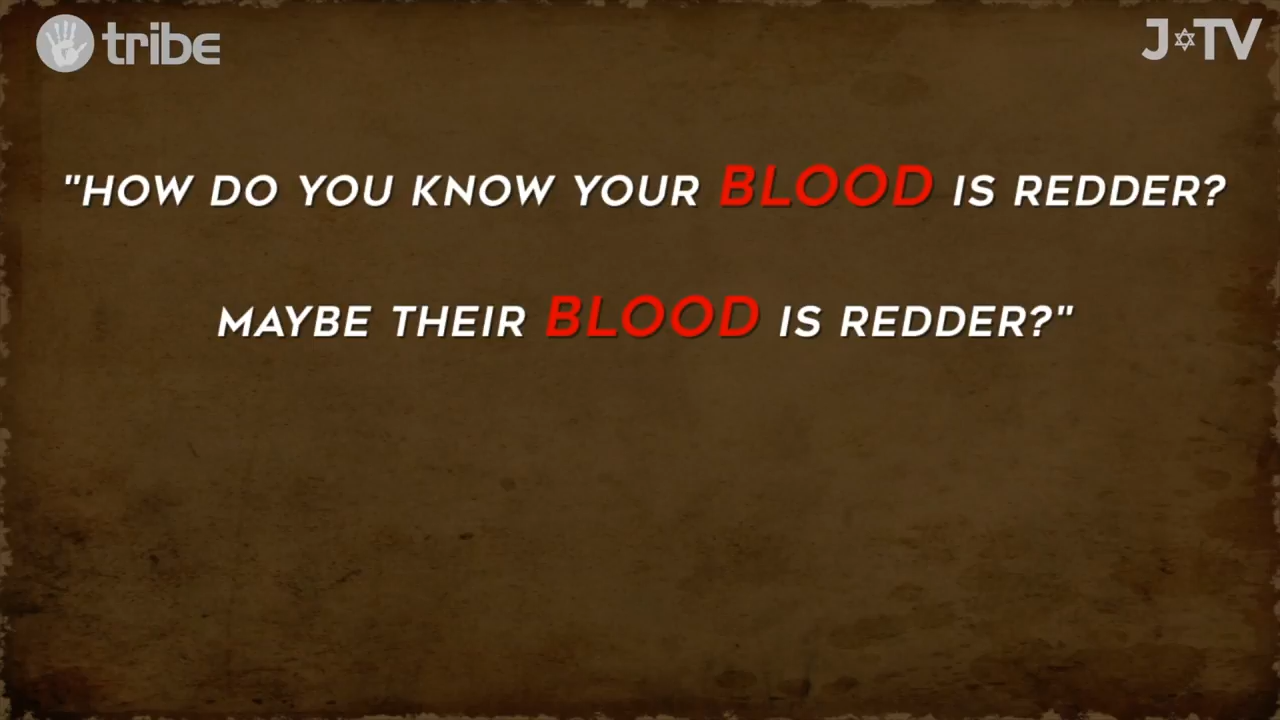 tribe
J✡TV
"HOW DO YOU KNOW YOUR BLOOD IS REDDER?
MAYBE THEIR BLOOD IS REDDER?"